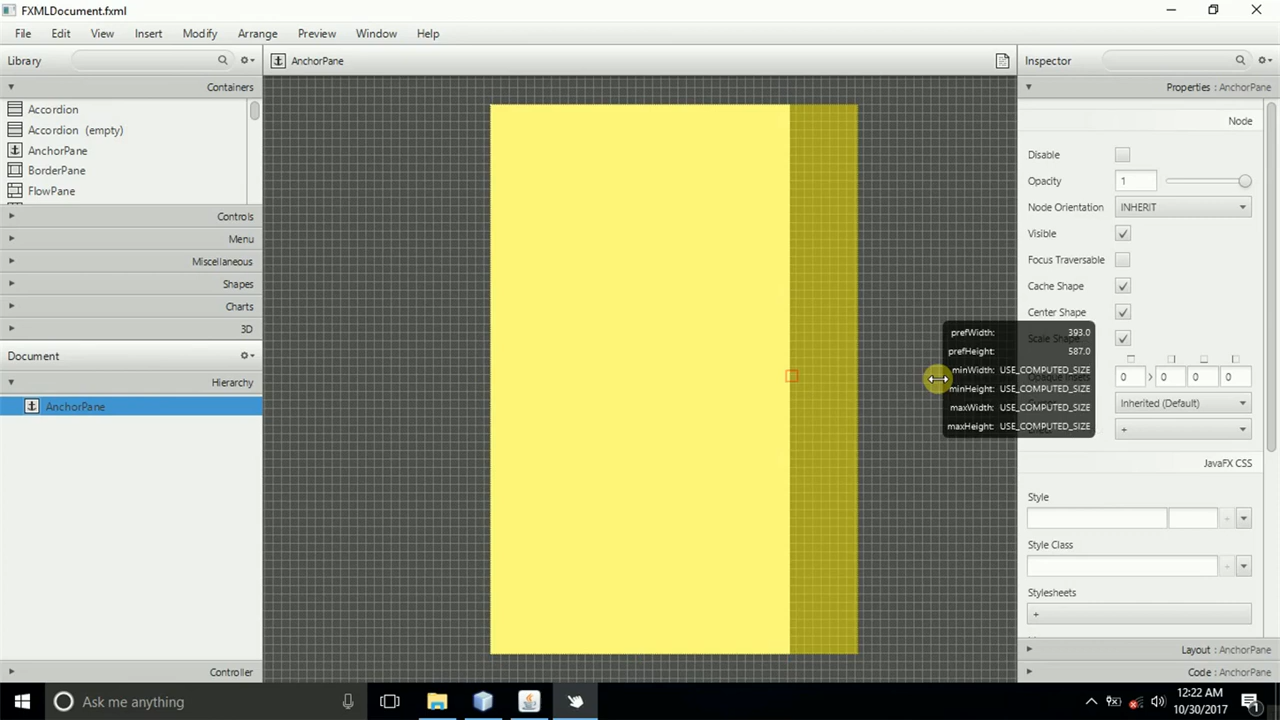 FXMLDocument.fxml
File Edit View Insert Modify Arrange Preview Window Help
Library
AnchorPane
Inspector
Containers
Accordion
Accordion (empty)
AnchorPane
BorderPane
FlowPane
Controls
Menu
Miscellaneous
Shapes
Charts
3D
Document
Hierarchy
AnchorPane
Controller
prefWidth: 393.0
prefHeight: 587.0
minWidth: USE_COMPUTED_SIZE
minHeight: USE_COMPUTED_SIZE
maxWidth: USE_COMPUTED_SIZE
maxHeight: USE_COMPUTED_SIZE
Properties : AnchorPane
Node
Disable
Opacity 1
Node Orientation INHERIT
Visible
Focus Traversable
Cache Shape
Center Shape
Scale Shape
0 0 0 0
Inherited (Default)
+
JavaFX CSS
Style
Style Class
Stylesheets
+
Layout : AnchorPane
Code : AnchorPane
Ask me anything
12:22 AM
10/30/2017
1